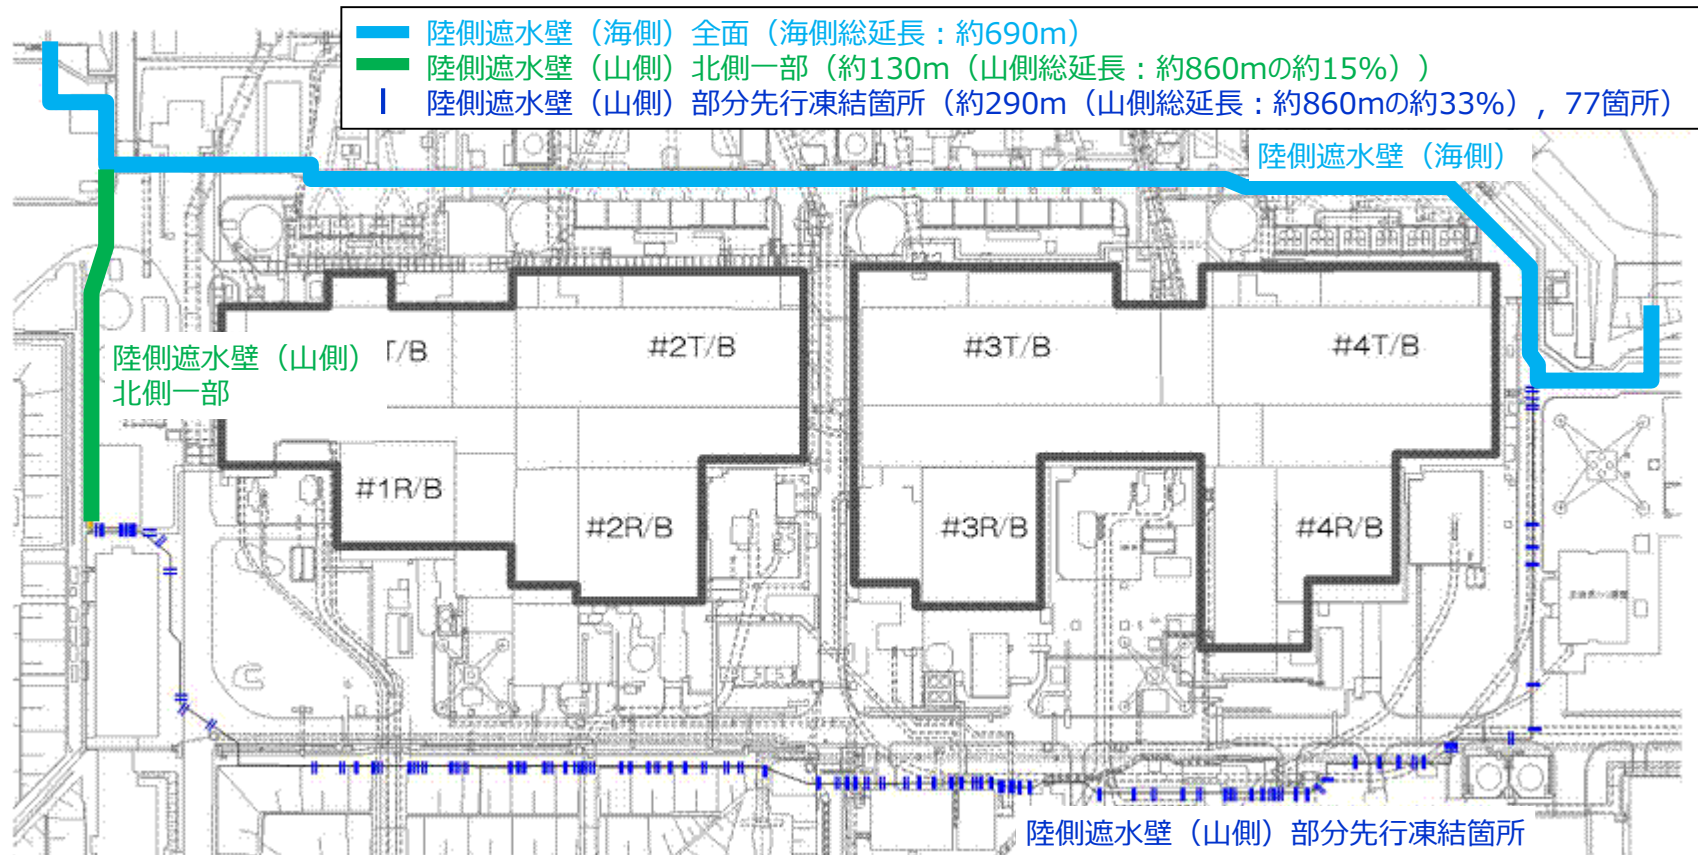 陸側遮水壁（海側）全面（海側総延長：約690m）
陸側遮水壁（山側）北側一部（約130m（山側総延長：約860mの約15%））
陸側遮水壁（山側）部分先行凍結箇所（約290m（山側総延長：約860mの約33%）, 77箇所）
陸側遮水壁（海側）
陸側遮水壁（山側）
北側一部
T/B
#2T/B
#3T/B
#4T/B
#1R/B
#2R/B
#3R/B
#4R/B
陸側遮水壁（山側）部分先行凍結箇所